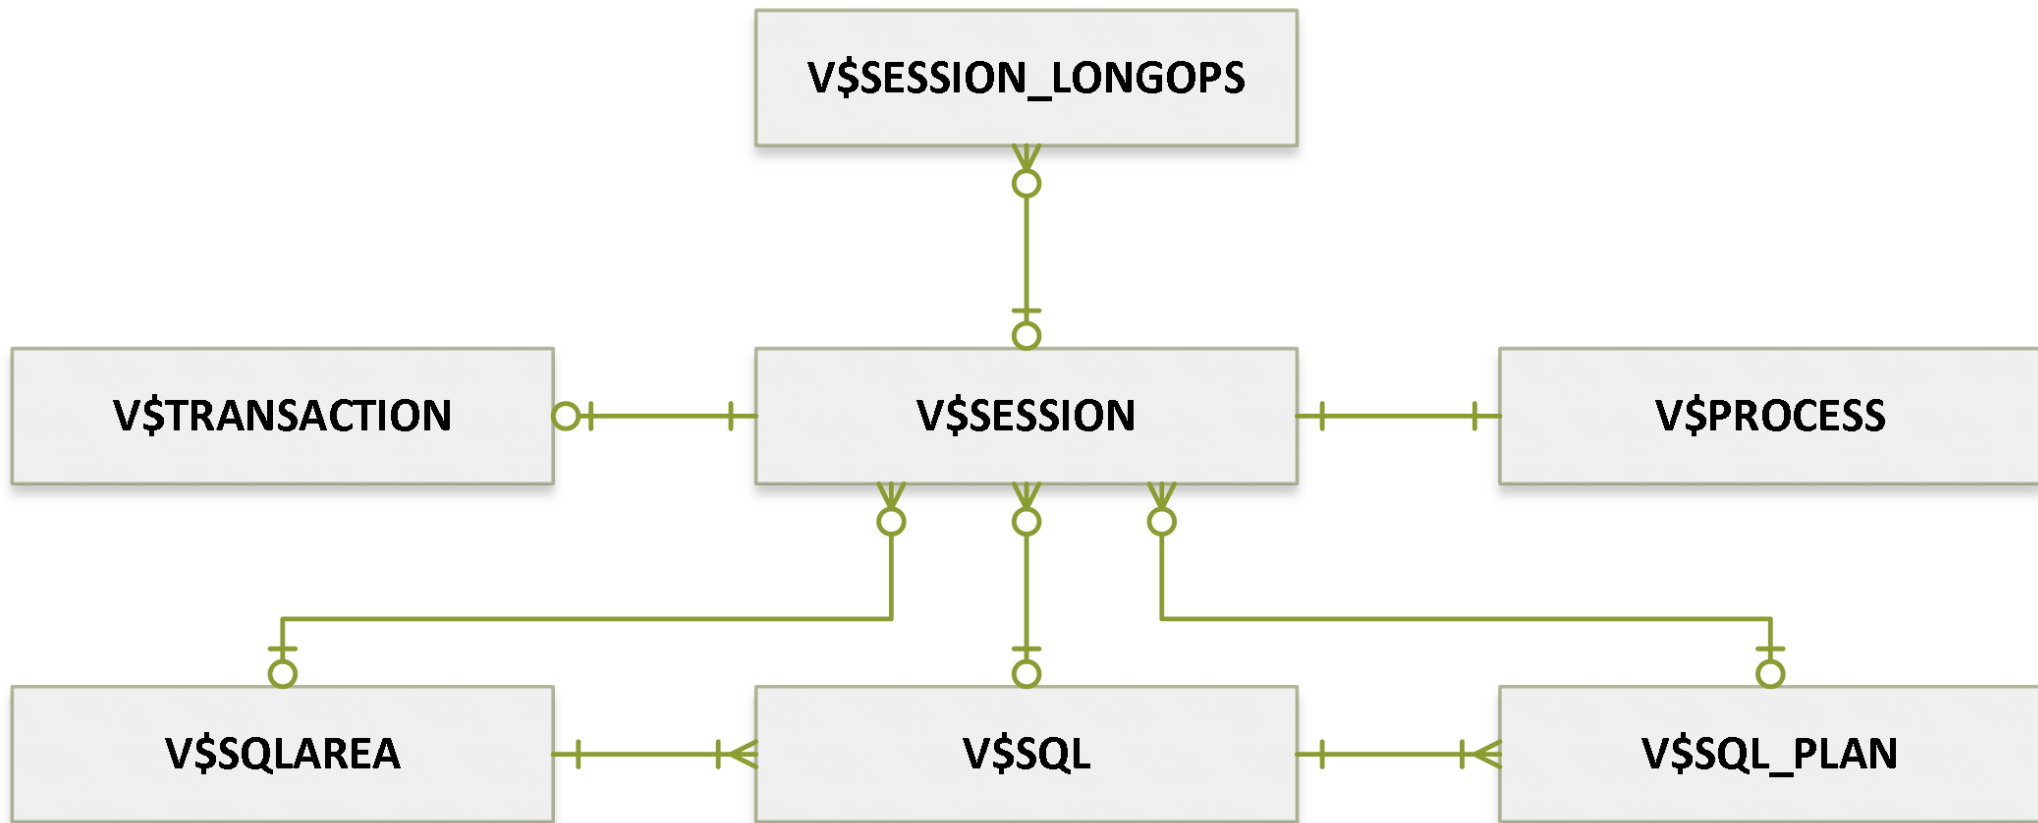 V$SESSION_LONGOPS
V$TRANSACTION
V$SESSION
V$PROCESS
V$SQLAREA
V$SQL
V$SQL_PLAN